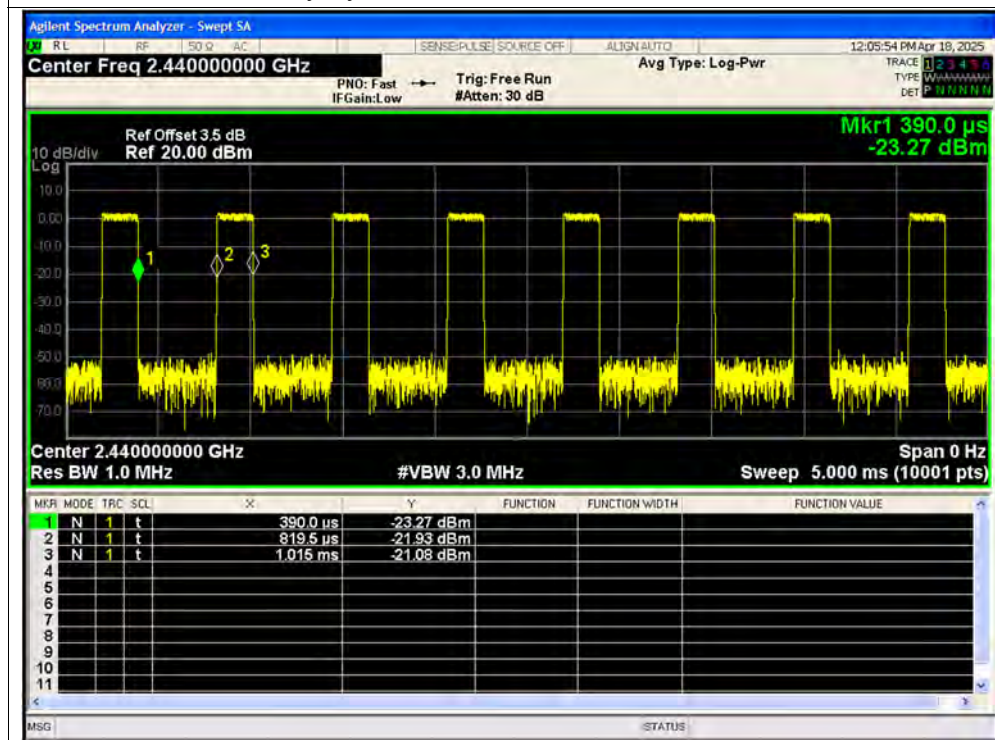 Agilent Spectrum Analyzer - Swept SA
RL RF 50 Ω AC SENSE:PULSE SOURCE OFF ALIGN AUTO 12:05:54 PM Apr 18, 2025
Center Freq 2.440000000 GHz
PNO: Fast
IFGain:Low
Trig: Free Run
#Atten: 30 dB
Avg Type: Log-Pwr
TRACE 1 2 3 4 5 6
TYPE W
DET P N N N N N
Mkr1 390.0 µs
-23.27 dBm
Ref Offset 3.5 dB
10 dB/div Ref 20.00 dBm
Log
10.0
0.00
-10.0
-20.0
-30.0
-40.0
-50.0
-60.0
-70.0
1
2
3
Center 2.440000000 GHz Span 0 Hz
Res BW 1.0 MHz #VBW 3.0 MHz Sweep 5.000 ms (10001 pts)
MKR MODE TRC SCL X Y FUNCTION FUNCTION WIDTH FUNCTION VALUE
1 N 1 t 390.0 µs -23.27 dBm
2 N 1 t 819.5 µs -21.93 dBm
3 N 1 t 1.015 ms -21.08 dBm
4
5
6
7
8
9
10
11
MSG STATUS